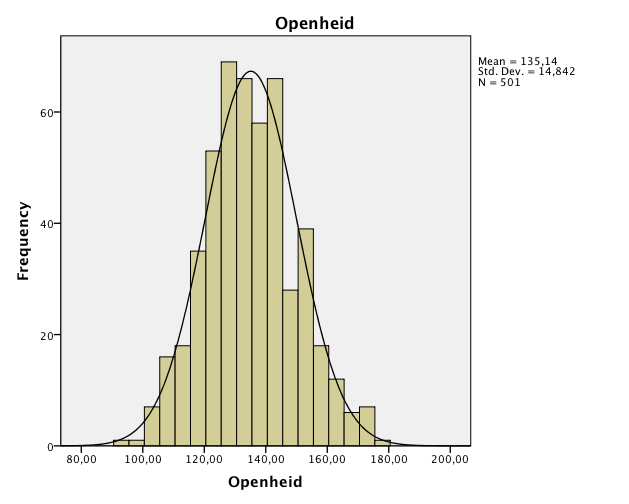 Openheid
Mean = 135,14
Std. Dev. = 14,842
N = 501
Frequency
60
40
20
0
80,00 100,00 120,00 140,00 160,00 180,00 200,00
Openheid